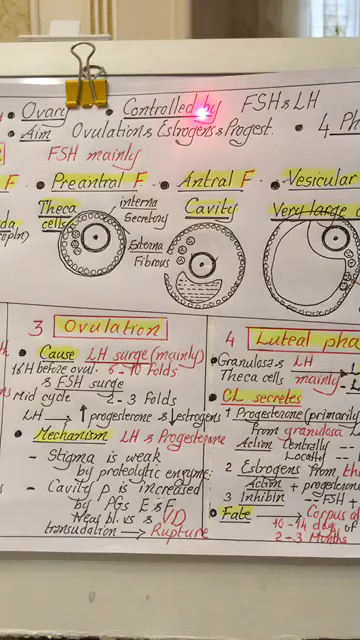 • Ovary • Controlled by FSH & LH
• Aim Ovulation & Estrogens & Progest. • 4 Ph
FSH mainly
F • Preantral F • Antral F • Vesicular
Theca cells interna Secretory Cavity Very large
Externa Fibrous
3 Ovulation
• Cause LH surge (mainly)
16 H before ovul. 6-10 Folds
& FSH surge
Mid cycle 2-3 Folds
LH → ↑ progesterone & ↓ estrogens
• Mechanism LH & Progesterone
- Stigma is weak
by proteolytic enzyme
- Cavity P is increased
by PGs E & F
Near bl. vs & VD
transudation → Rupture
4 Luteal pha
Granulosa & LH
Theca cells mainly
• CL secretes
1 Progesterone (primarily
From granulosa
Action Centrally
Locally
2 Estrogens from th
Action + progesterone
3 Inhibin -- FSH
• Fate → Corpus a
10-14 days of
2-3 Months